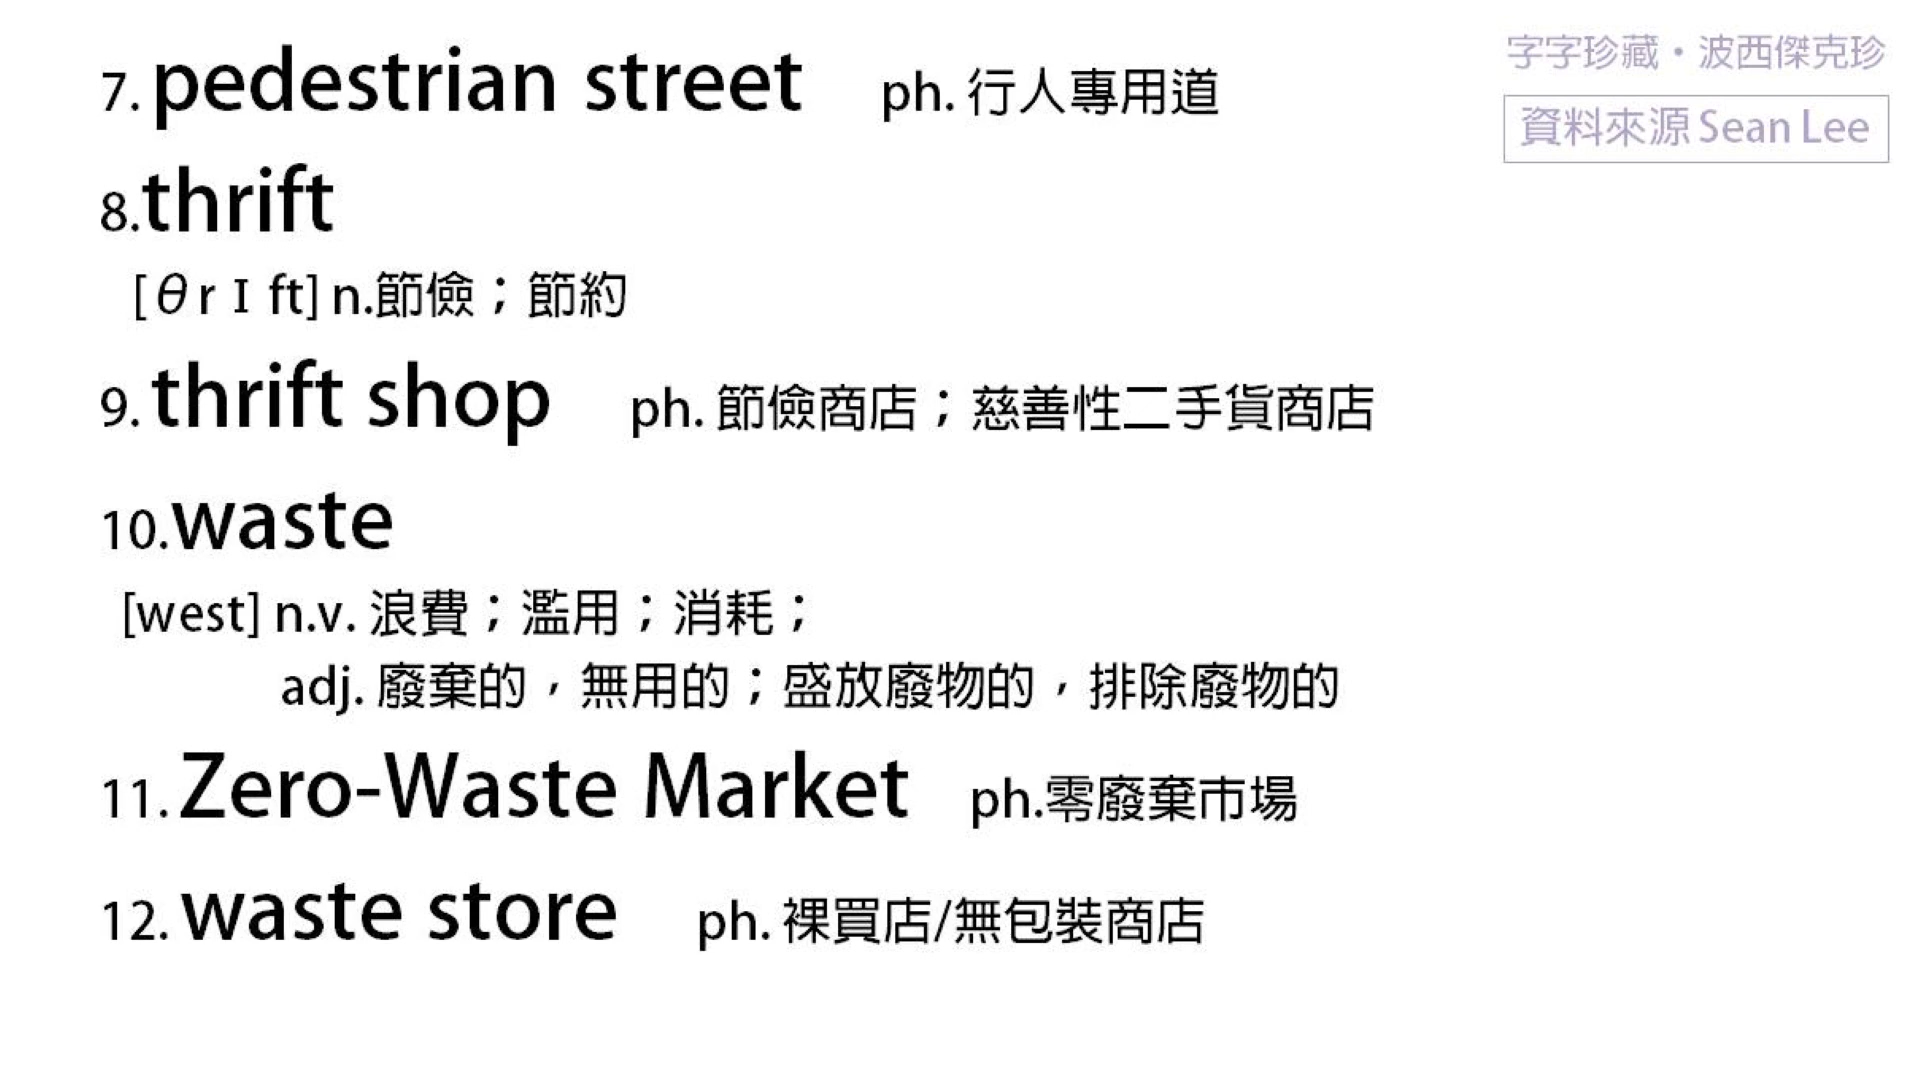 字字珍藏・波西傑克珍
資料來源 Sean Lee
7. pedestrian street ph. 行人專用道
8.thrift
[θrɪft] n.節儉；節約
9. thrift shop ph. 節儉商店；慈善性二手貨商店
10.waste
[west] n.v. 浪費；濫用；消耗；
adj. 廢棄的，無用的；盛放廢物的，排除廢物的
11. Zero-Waste Market ph.零廢棄市場
12. waste store ph. 裸買店/無包裝商店